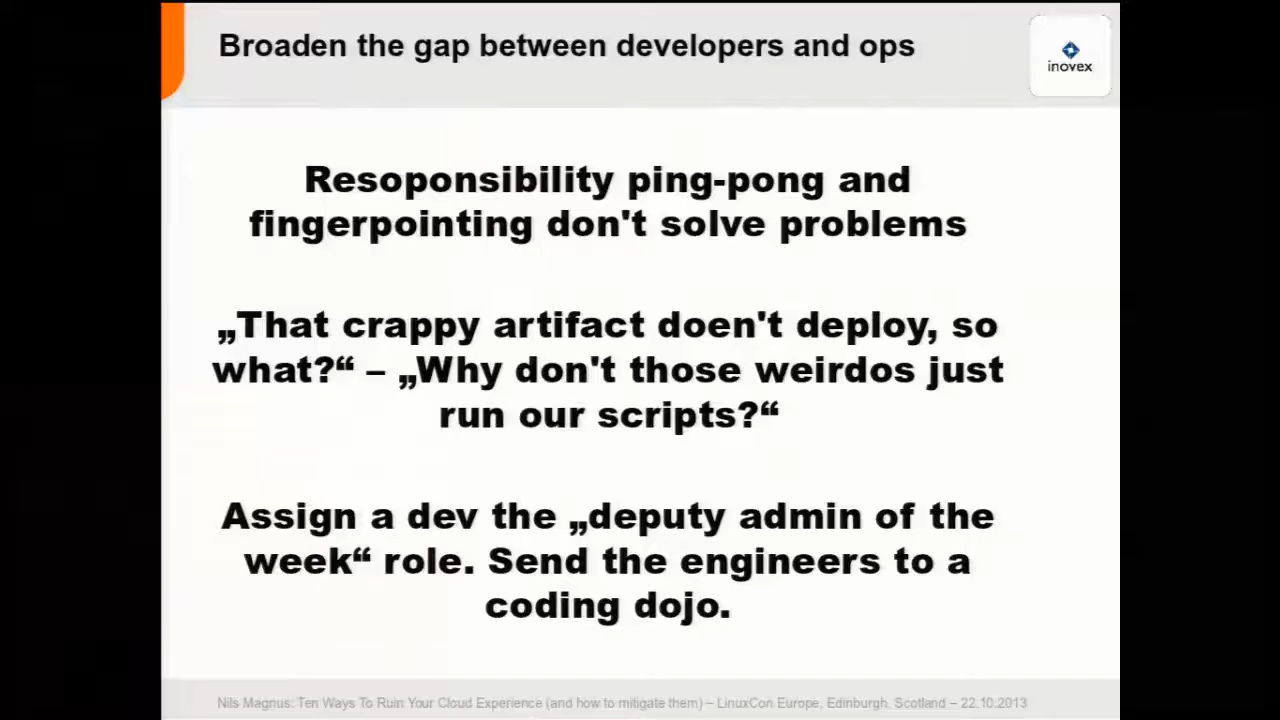 Broaden the gap between developers and ops
inovex
Resoponsibility ping-pong and
fingerpointing don't solve problems
„That crappy artifact doen't deploy, so
what?“ – „Why don't those weirdos just
run our scripts?“
Assign a dev the „deputy admin of the
week“ role. Send the engineers to a
coding dojo.
Nils Magnus: Ten Ways To Ruin Your Cloud Experience (and how to mitigate them) – LinuxCon Europe, Edinburgh, Scotland – 22.10.2013